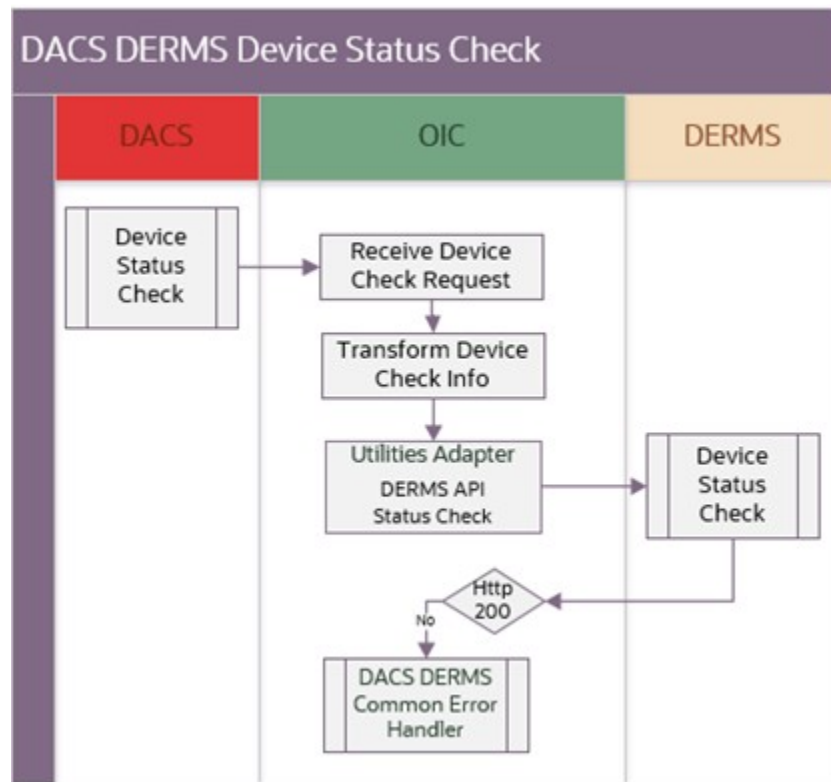 DACS DERMS Device Status Check
DACS
OIC
DERMS
Device
Status
Check
Receive Device
Check Request
Transform Device
Check Info
Utilities Adapter
DERMS API
Status Check
Device
Status
Check
Http
200
No
DACS DERMS
Common Error
Handler